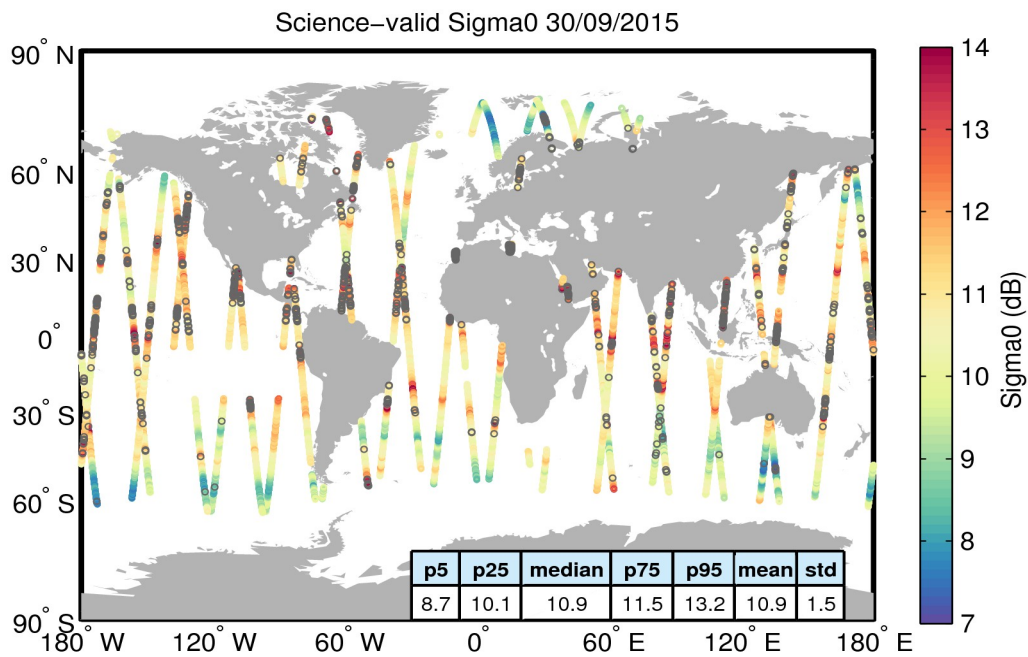 Science−valid Sigma0 30/09/2015
90° N
60° N
30° N
0°
30° S
60° S
90° S
180° W
120° W
60° W
0°
60° E
120° E
180° E
14
13
12
11
10
9
8
7
Sigma0 (dB)
p5 p25 median p75 p95 mean std
8.7 10.1 10.9 11.5 13.2 10.9 1.5